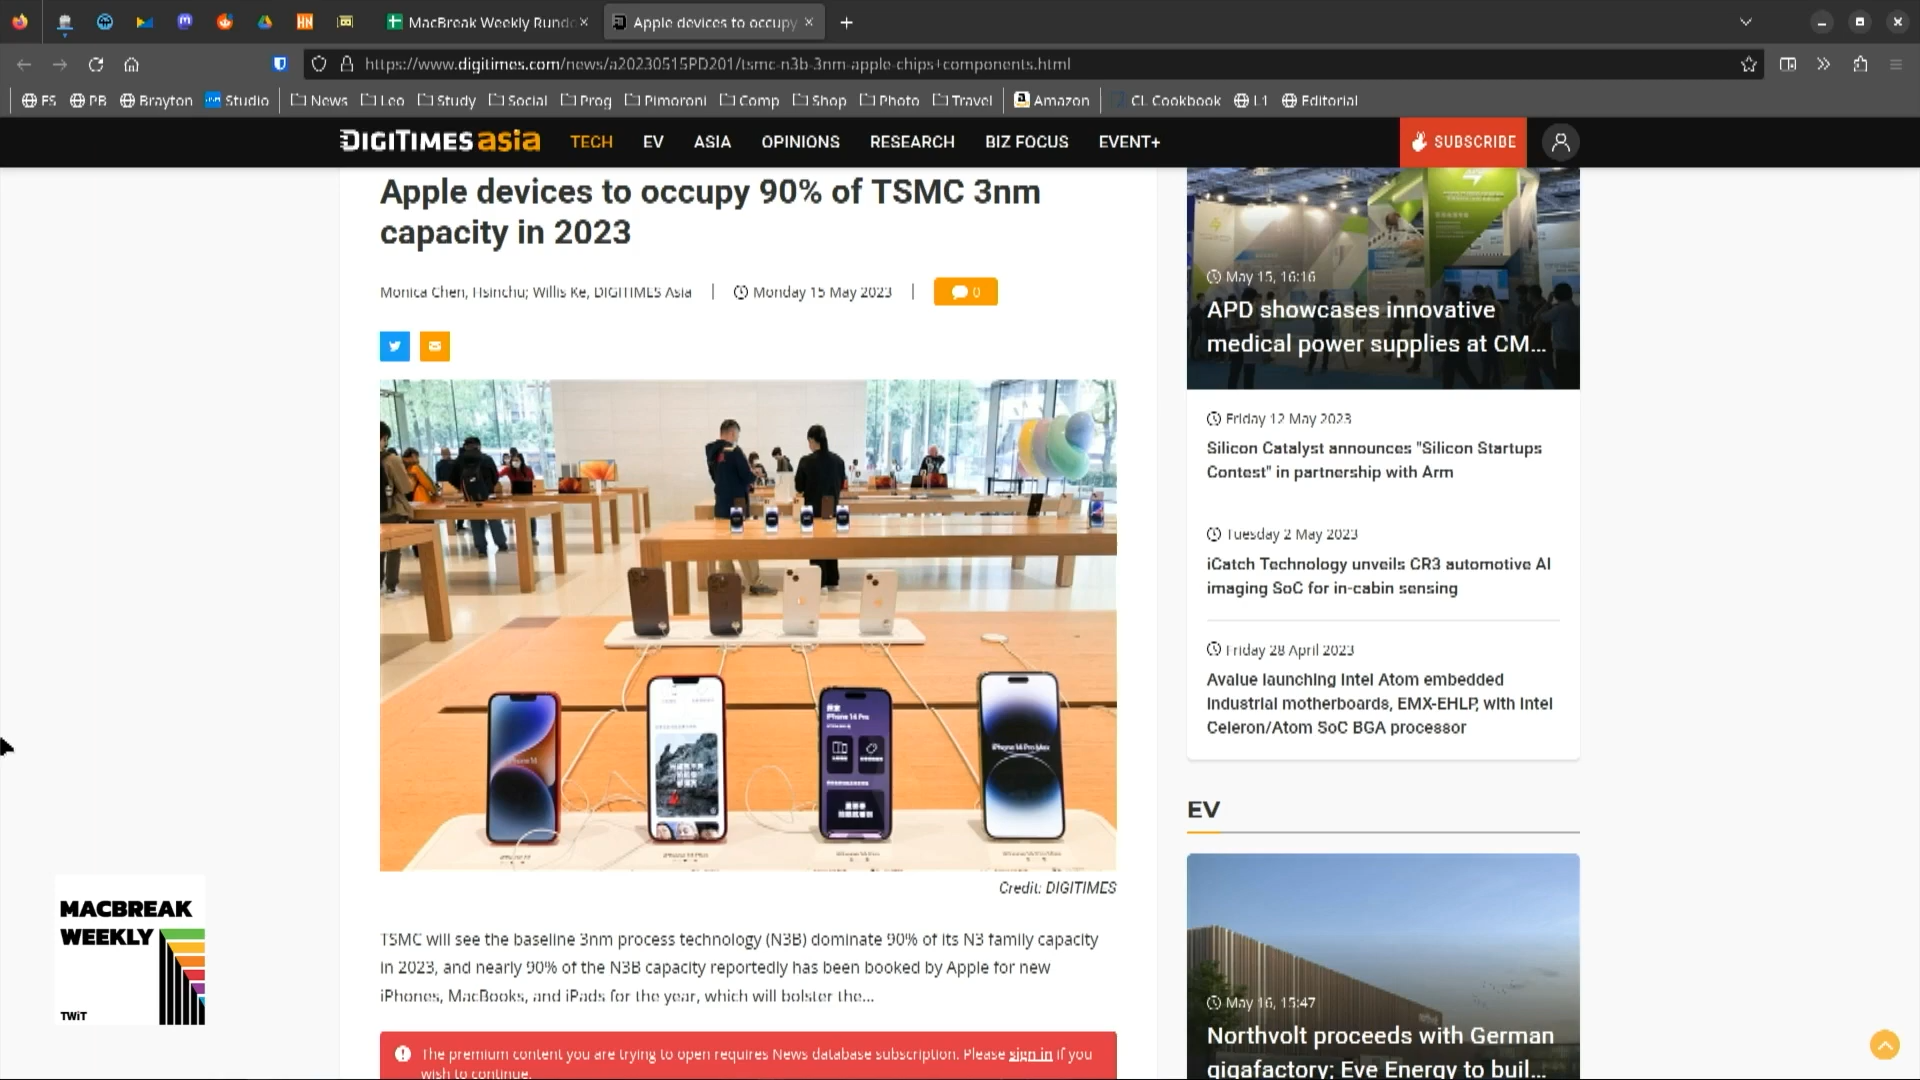 MacBreak Weekly Rund
Apple devices to occupy
https://www.digitimes.com/news/a20230515PD201/tsmc-n3b-3nm-apple-chips+components.html
FS
PB
Brayton
Studio
News
Leo
Study
Social
Prog
Pimoroni
Comp
Shop
Photo
Travel
Amazon
CL Cookbook
L1
Editorial
DIGITIMES asia
TECH
EV
ASIA
OPINIONS
RESEARCH
BIZ FOCUS
EVENT+
SUBSCRIBE
Apple devices to occupy 90% of TSMC 3nm
capacity in 2023
Monica Chen, Hsinchu; Willis Ke, DIGITIMES Asia | Monday 15 May 2023 | 0
iPhone 14
iPhone 14 Pro
iPhone 14 Pro Max
Credit: DIGITIMES
TSMC will see the baseline 3nm process technology (N3B) dominate 90% of its N3 family capacity
in 2023, and nearly 90% of the N3B capacity reportedly has been booked by Apple for new
iPhones, MacBooks, and iPads for the year, which will bolster the...
The premium content you are trying to open requires News database subscription. Please sign in if you
wish to continue.
May 15, 16:16
APD showcases innovative
medical power supplies at CM...
Friday 12 May 2023
Silicon Catalyst announces "Silicon Startups
Contest" in partnership with Arm
Tuesday 2 May 2023
iCatch Technology unveils CR3 automotive AI
imaging SoC for in-cabin sensing
Friday 28 April 2023
Avalue launching Intel Atom embedded
industrial motherboards, EMX-EHLP, with Intel
Celeron/Atom SoC BGA processor
EV
May 16, 15:47
Northvolt proceeds with German
gigafactory; Eve Energy to buil...
MACBREAK
WEEKLY
TWiT